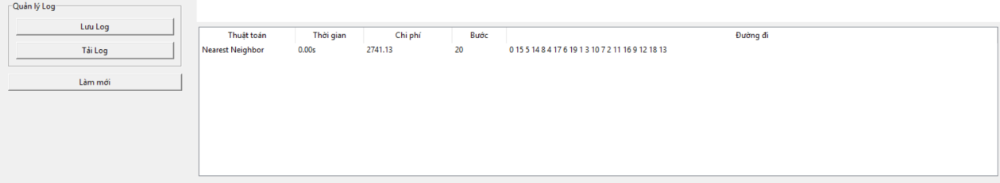 Quản lý Log
Lưu Log
Tải Log
Làm mới
Thuật toán Thời gian Chi phí Bước Đường đi
Nearest Neighbor 0.00s 2741.13 20 0 15 5 14 8 4 17 6 19 1 3 10 7 2 11 16 9 12 18 13